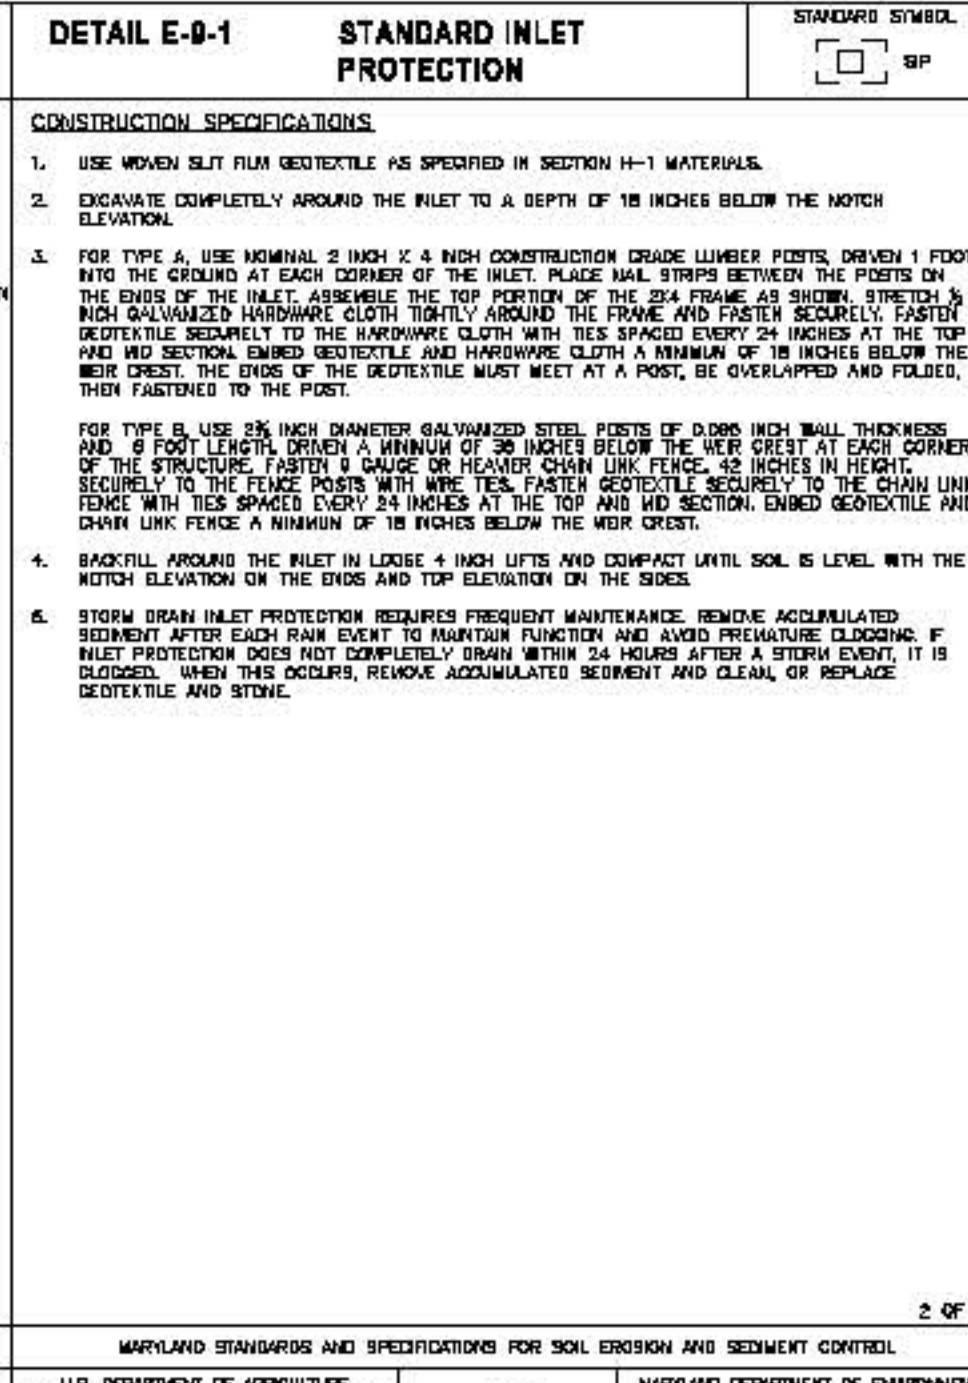 DETAIL E-9-1 STANDARD INLET
PROTECTION
STANDARD SYMBOL
SIP
CONSTRUCTION SPECIFICATIONS
1. USE WOVEN SLIT FILM GEOTEXTILE AS SPECIFIED IN SECTION H-1 MATERIALS.
2. EXCAVATE COMPLETELY AROUND THE INLET TO A DEPTH OF 18 INCHES BELOW THE NOTCH
ELEVATION.
3. FOR TYPE A, USE NOMINAL 2 INCH X 4 INCH CONSTRUCTION GRADE LUMBER POSTS, DRIVEN 1 FOOT
INTO THE GROUND AT EACH CORNER OF THE INLET. PLACE NAIL STRIPS BETWEEN THE POSTS ON
THE ENDS OF THE INLET. ASSEMBLE THE TOP PORTION OF THE 2X4 FRAME AS SHOWN. STRETCH ½
INCH GALVANIZED HARDWARE CLOTH TIGHTLY AROUND THE FRAME AND FASTEN SECURELY. FASTEN
GEOTEXTILE SECURELT TO THE HARDWARE CLOTH WITH TIES SPACED EVERY 24 INCHES AT THE TOP
AND MID SECTION. EMBED GEOTEXTILE AND HARDWARE CLOTH A MINIMUM OF 18 INCHES BELOW THE
WEIR CREST. THE ENDS OF THE GEOTEXTILE MUST MEET AT A POST, BE OVERLAPPED AND FOLDED,
THEN FASTENED TO THE POST.
FOR TYPE B, USE 2⅜ INCH DIAMETER GALVANIZED STEEL POSTS OF 0.095 INCH WALL THICKNESS
AND 6 FOOT LENGTH, DRIVEN A MINIMUM OF 36 INCHES BELOW THE WEIR CREST AT EACH CORNER
OF THE STRUCTURE. FASTEN 9 GAUGE OR HEAVIER CHAIN LINK FENCE, 42 INCHES IN HEIGHT,
SECURELY TO THE FENCE POSTS WITH WIRE TIES. FASTEN GEOTEXTILE SECURELY TO THE CHAIN LINK
FENCE WITH TIES SPACED EVERY 24 INCHES AT THE TOP AND MID SECTION. EMBED GEOTEXTILE AND
CHAIN LINK FENCE A MINIMUM OF 18 INCHES BELOW THE WEIR CREST.
4. BACKFILL AROUND THE INLET IN LOOSE 4 INCH LIFTS AND COMPACT UNTIL SOIL IS LEVEL WITH THE
NOTCH ELEVATION ON THE ENDS AND TOP ELEVATION ON THE SIDES.
5. STORM DRAIN INLET PROTECTION REQUIRES FREQUENT MAINTENANCE. REMOVE ACCUMULATED
SEDIMENT AFTER EACH RAIN EVENT TO MAINTAIN FUNCTION AND AVOID PREMATURE CLOGGING. IF
INLET PROTECTION DOES NOT COMPLETELY DRAIN WITHIN 24 HOURS AFTER A STORM EVENT, IT IS
CLOGGED. WHEN THIS OCCURS, REMOVE ACCUMULATED SEDIMENT AND CLEAN, OR REPLACE
GEOTEXTILE AND STONE.
2 OF
MARYLAND STANDARDS AND SPECIFICATIONS FOR SOIL EROSION AND SEDIMENT CONTROL
U.S. DEPARTMENT OF AGRICULTURE
MARYLAND DEPARTMENT OF